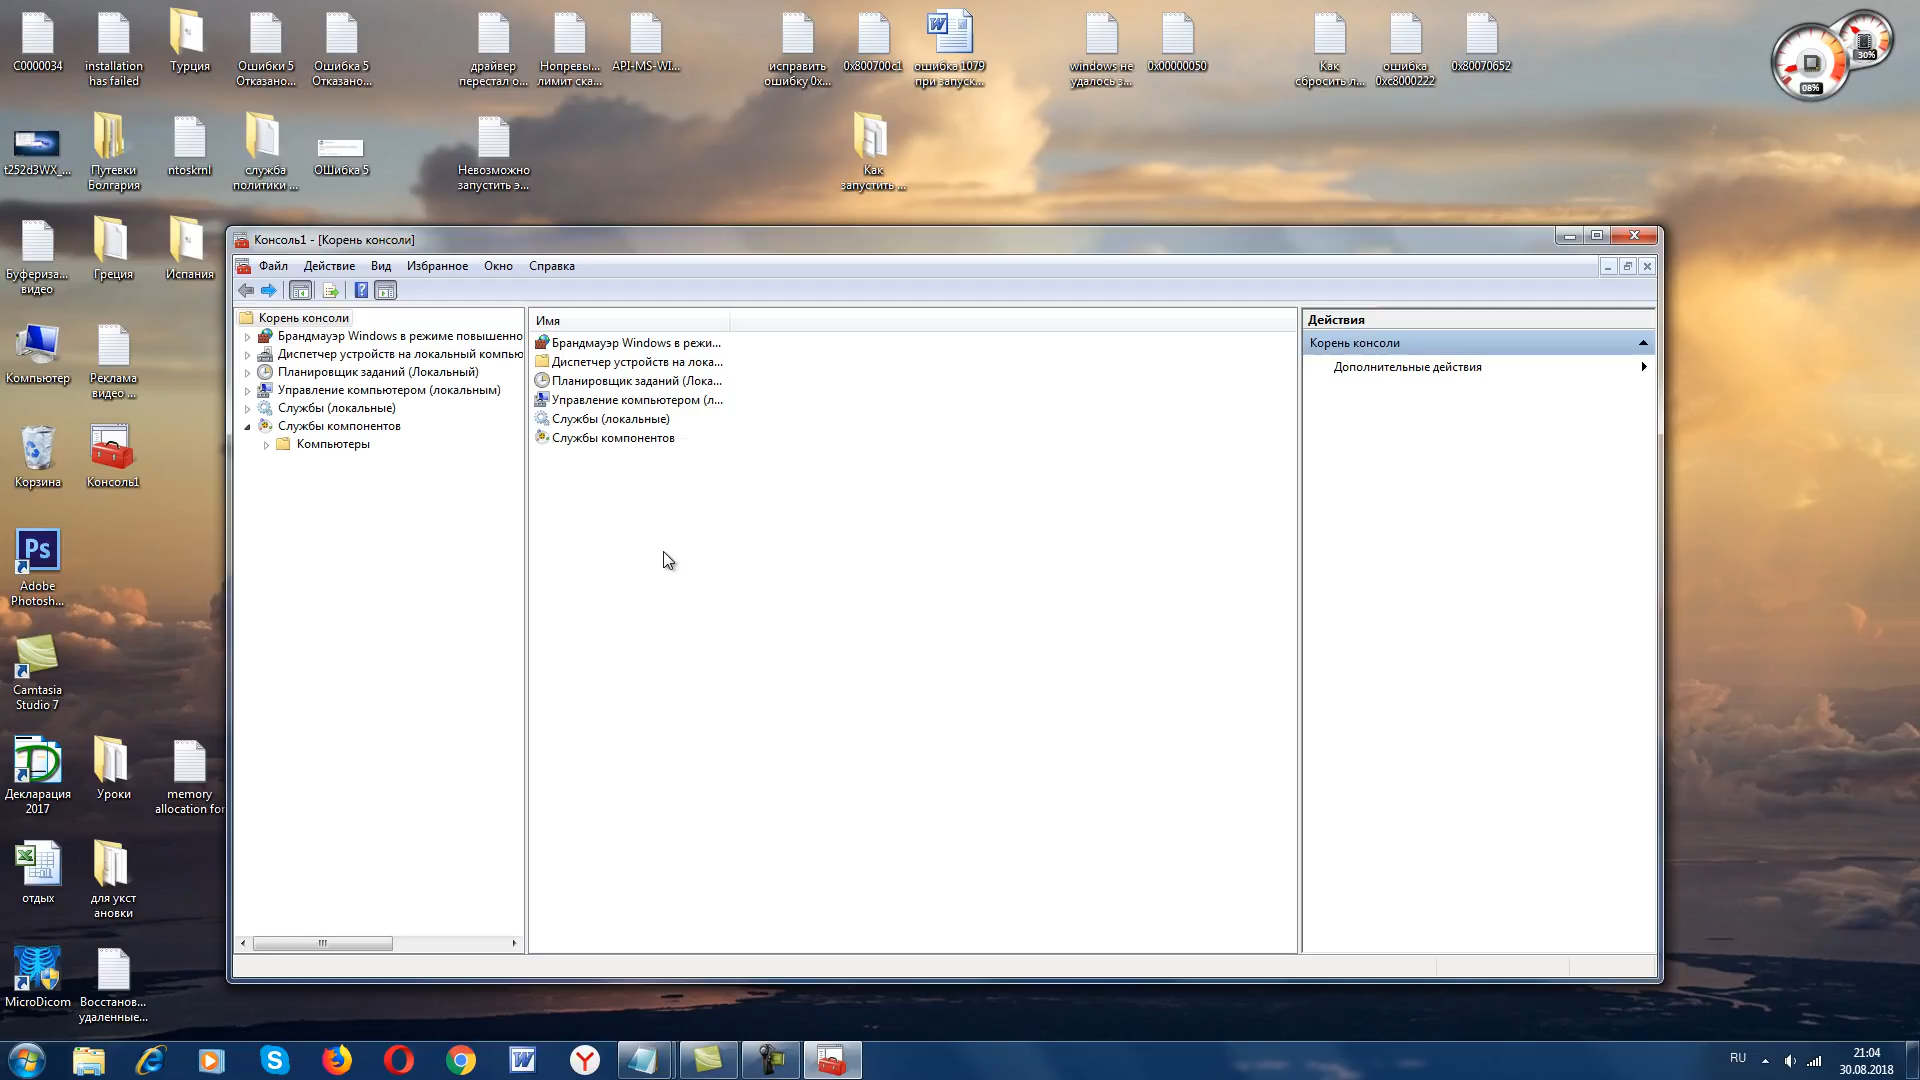 C0000034
installation
has failed
Турция
Ошибки 5
Отказано...
Ошибка 5
Отказано...
драйвер
перестал о...
Нопревы...
лимит ска...
API-MS-WI...
исправить
ошибку 0x...
0x800700c1
ошибка 1079
при запуск...
windows не
удалось з...
0x00000050
Как
сбросить л...
ошибка
0xc8000222
0x80070652
30%
08%
t252d3WX_...
Путевки
Болгария
ntoskrnl
служба
политики ...
ОШибка 5
Невозможно
запустить э...
Как
запустить ...
Буфериза...
видео
Греция
Испания
Компьютер
Реклама
видео ...
Корзина
Консоль1
Ps
Adobe
Photosh...
Camtasia
Studio 7
Декларация
2017
Уроки
memory
allocation for
отдых
для укст
ановки
MicroDicom
Восстанов...
удаленные...
Консоль1 - [Корень консоли]
Файл Действие Вид Избранное Окно Справка
Корень консоли
Брандмауэр Windows в режиме повышенно
Диспетчер устройств на локальный компью
Планировщик заданий (Локальный)
Управление компьютером (локальным)
Службы (локальные)
Службы компонентов
Компьютеры
Имя
Брандмауэр Windows в режи...
Диспетчер устройств на лока...
Планировщик заданий (Лока...
Управление компьютером (л...
Службы (локальные)
Службы компонентов
Действия
Корень консоли
Дополнительные действия
RU
21:04
30.08.2018